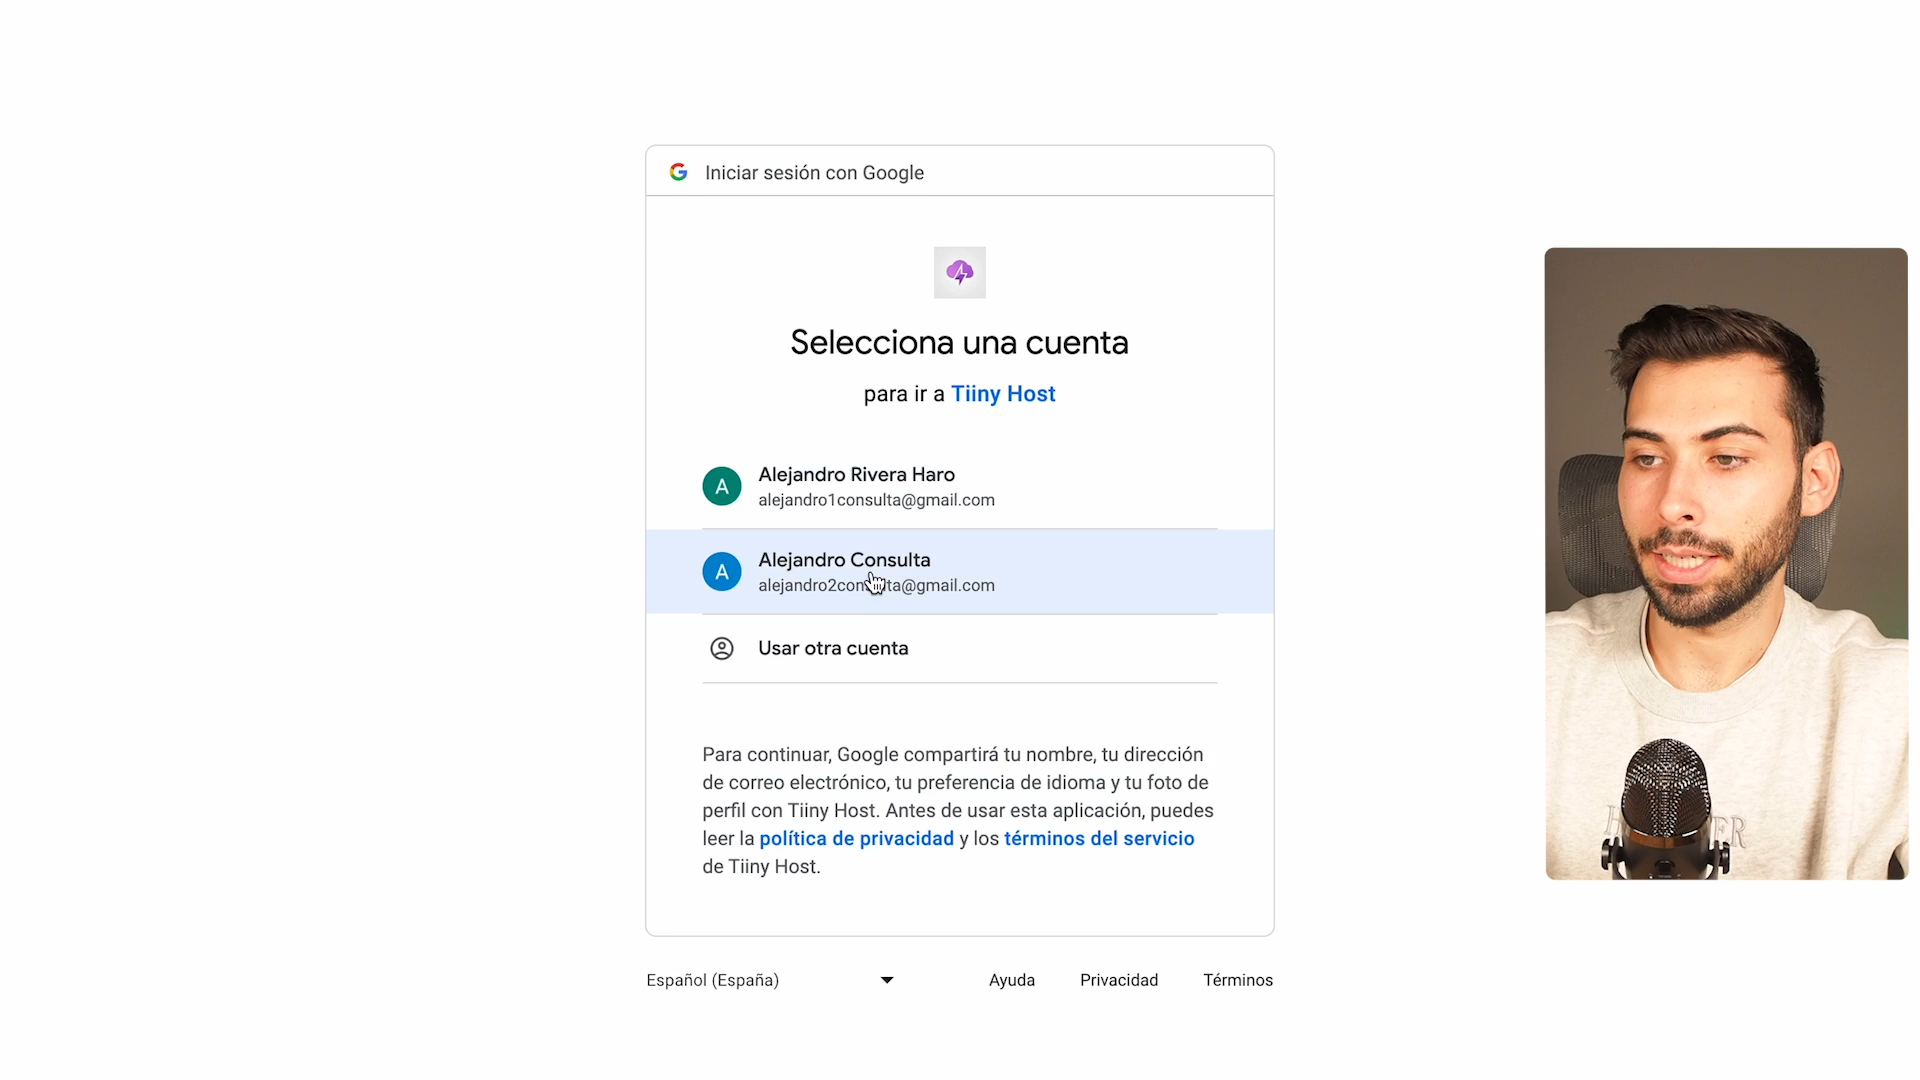 Iniciar sesión con Google
Selecciona una cuenta
para ir a Tiiny Host
A
Alejandro Rivera Haro
alejandro1consulta@gmail.com
A
Alejandro Consulta
alejandro2consulta@gmail.com
Usar otra cuenta
Para continuar, Google compartirá tu nombre, tu dirección
de correo electrónico, tu preferencia de idioma y tu foto de
perfil con Tiiny Host. Antes de usar esta aplicación, puedes
leer la política de privacidad y los términos del servicio
de Tiiny Host.
Español (España)
Ayuda
Privacidad
Términos